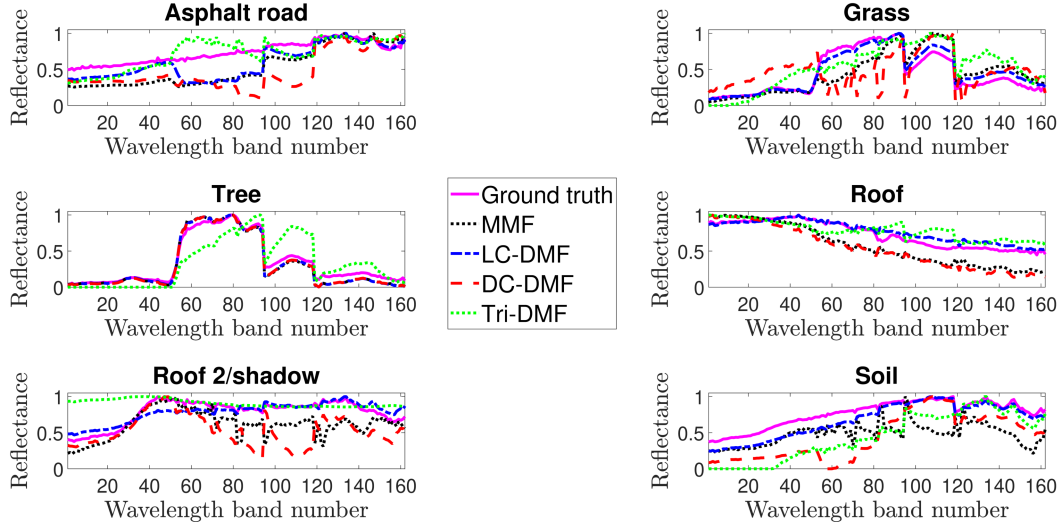 Asphalt road
Reflectance
1
0.5
0
20 40 60 80 100 120 140 160
Wavelength band number
Grass
Reflectance
1
0.5
0
20 40 60 80 100 120 140 160
Wavelength band number
Tree
Reflectance
1
0.5
0
20 40 60 80 100 120 140 160
Wavelength band number
Ground truth
MMF
LC-DMF
DC-DMF
Tri-DMF
Roof
Reflectance
1
0.5
0
20 40 60 80 100 120 140 160
Wavelength band number
Roof 2/shadow
Reflectance
1
0.5
0
20 40 60 80 100 120 140 160
Wavelength band number
Soil
Reflectance
1
0.5
0
20 40 60 80 100 120 140 160
Wavelength band number